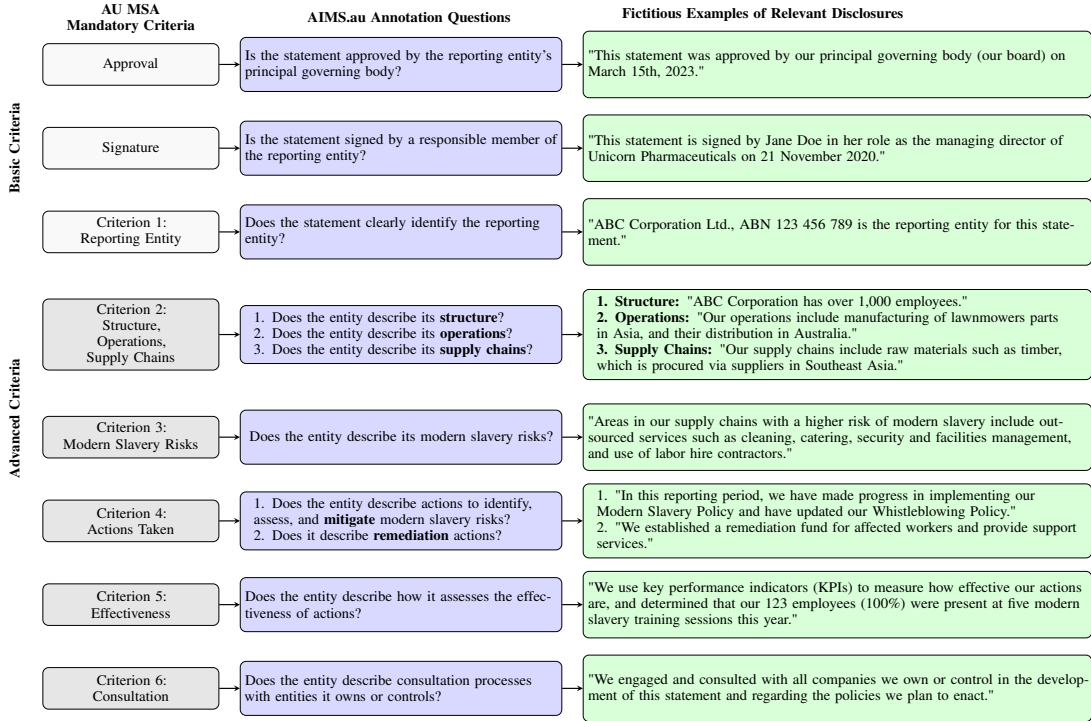 AU MSA
Mandatory Criteria
AIMS.au Annotation Questions
Fictitious Examples of Relevant Disclosures
Basic Criteria
Approval
Is the statement approved by the reporting entity's
principal governing body?
"This statement was approved by our principal governing body (our board) on
March 15th, 2023."
Signature
Is the statement signed by a responsible member of
the reporting entity?
"This statement is signed by Jane Doe in her role as the managing director of
Unicorn Pharmaceuticals on 21 November 2020."
Criterion 1:
Reporting Entity
Does the statement clearly identify the reporting
entity?
"ABC Corporation Ltd., ABN 123 456 789 is the reporting entity for this state-
ment."
Advanced Criteria
Criterion 2:
Structure,
Operations,
Supply Chains
1. Does the entity describe its structure?
2. Does the entity describe its operations?
3. Does the entity describe its supply chains?
1. Structure: "ABC Corporation has over 1,000 employees."
2. Operations: "Our operations include manufacturing of lawnmowers parts
in Asia, and their distribution in Australia."
3. Supply Chains: "Our supply chains include raw materials such as timber,
which is procured via suppliers in Southeast Asia."
Criterion 3:
Modern Slavery Risks
Does the entity describe its modern slavery risks?
"Areas in our supply chains with a higher risk of modern slavery include out-
sourced services such as cleaning, catering, security and facilities management,
and use of labor hire contractors."
Criterion 4:
Actions Taken
1. Does the entity describe actions to identify,
assess, and mitigate modern slavery risks?
2. Does it describe remediation actions?
1. "In this reporting period, we have made progress in implementing our
Modern Slavery Policy and have updated our Whistleblowing Policy."
2. "We established a remediation fund for affected workers and provide support
services."
Criterion 5:
Effectiveness
Does the entity describe how it assesses the effec-
tiveness of actions?
"We use key performance indicators (KPIs) to measure how effective our actions
are, and determined that our 123 employees (100%) were present at five modern
slavery training sessions this year."
Criterion 6:
Consultation
Does the entity describe consultation processes
with entities it owns or controls?
"We engaged and consulted with all companies we own or control in the develop-
ment of this statement and regarding the policies we plan to enact."